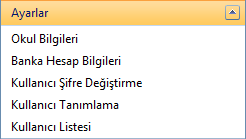 Ayarlar
Okul Bilgileri
Banka Hesap Bilgileri
Kullanıcı Şifre Değiştirme
Kullanıcı Tanımlama
Kullanıcı Listesi